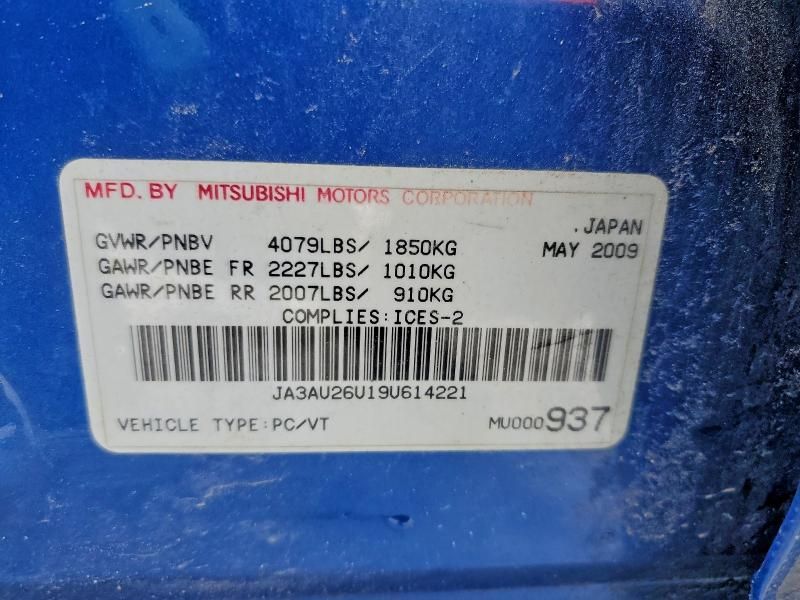 MFD. BY MITSUBISHI MOTORS CORPORATION
.JAPAN
GVWR/PNBV 4079LBS/ 1850KG MAY 2009
GAWR/PNBE FR 2227LBS/ 1010KG
GAWR/PNBE RR 2007LBS/ 910KG
COMPLIES:ICES-2
JA3AU26U19U614221
VEHICLE TYPE:PC/VT MU000937